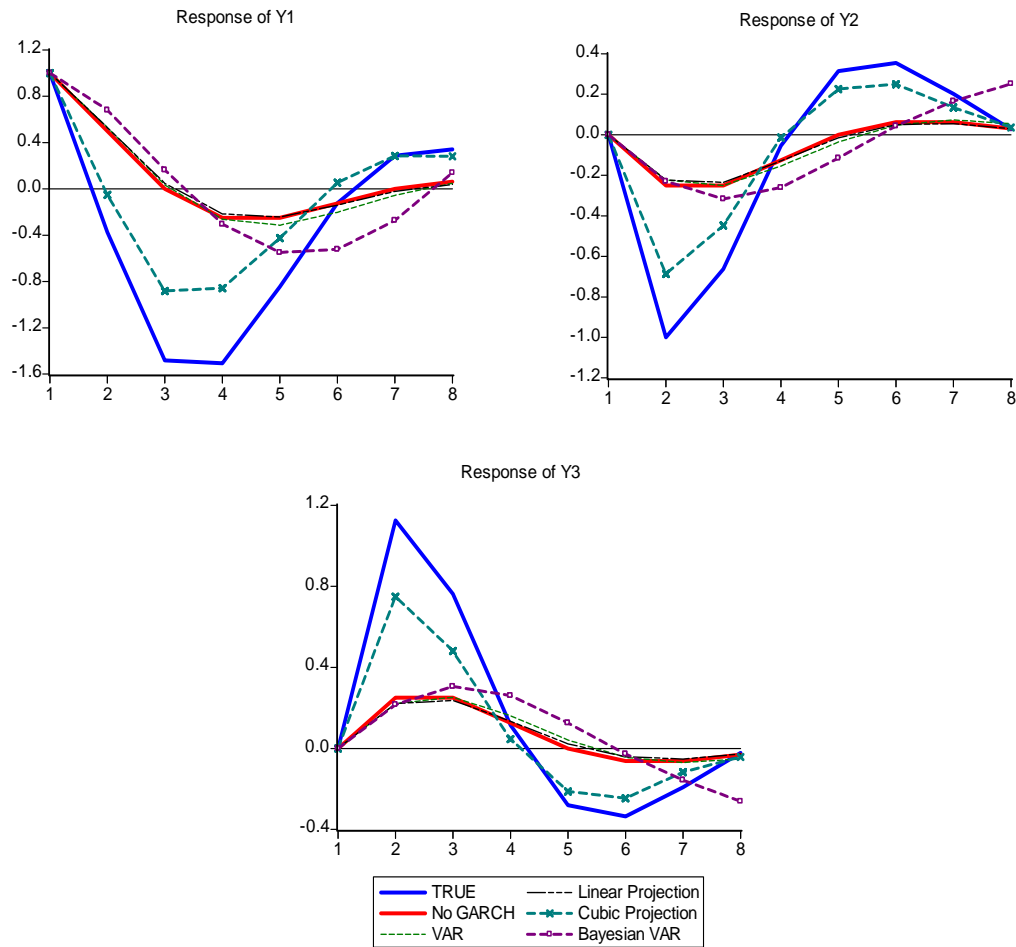 Response of Y1
1.2
0.8
0.4
0.0
-0.4
-0.8
-1.2
-1.6
1 2 3 4 5 6 7 8
Response of Y2
0.4
0.2
0.0
-0.2
-0.4
-0.6
-0.8
-1.0
-1.2
1 2 3 4 5 6 7 8
Response of Y3
1.2
0.8
0.4
0.0
-0.4
1 2 3 4 5 6 7 8
TRUE
No GARCH
VAR
Linear Projection
Cubic Projection
Bayesian VAR